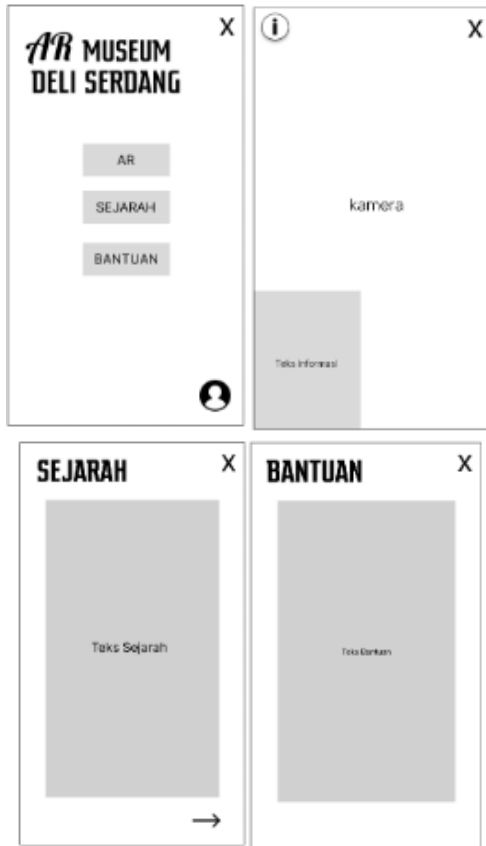 AR MUSEUM
DELI SERDANG
X
AR
SEJARAH
BANTUAN
i
X
kamera
Teks Informasi
SEJARAH
X
Teks Sejarah
→
BANTUAN
X
Teks Bantuan